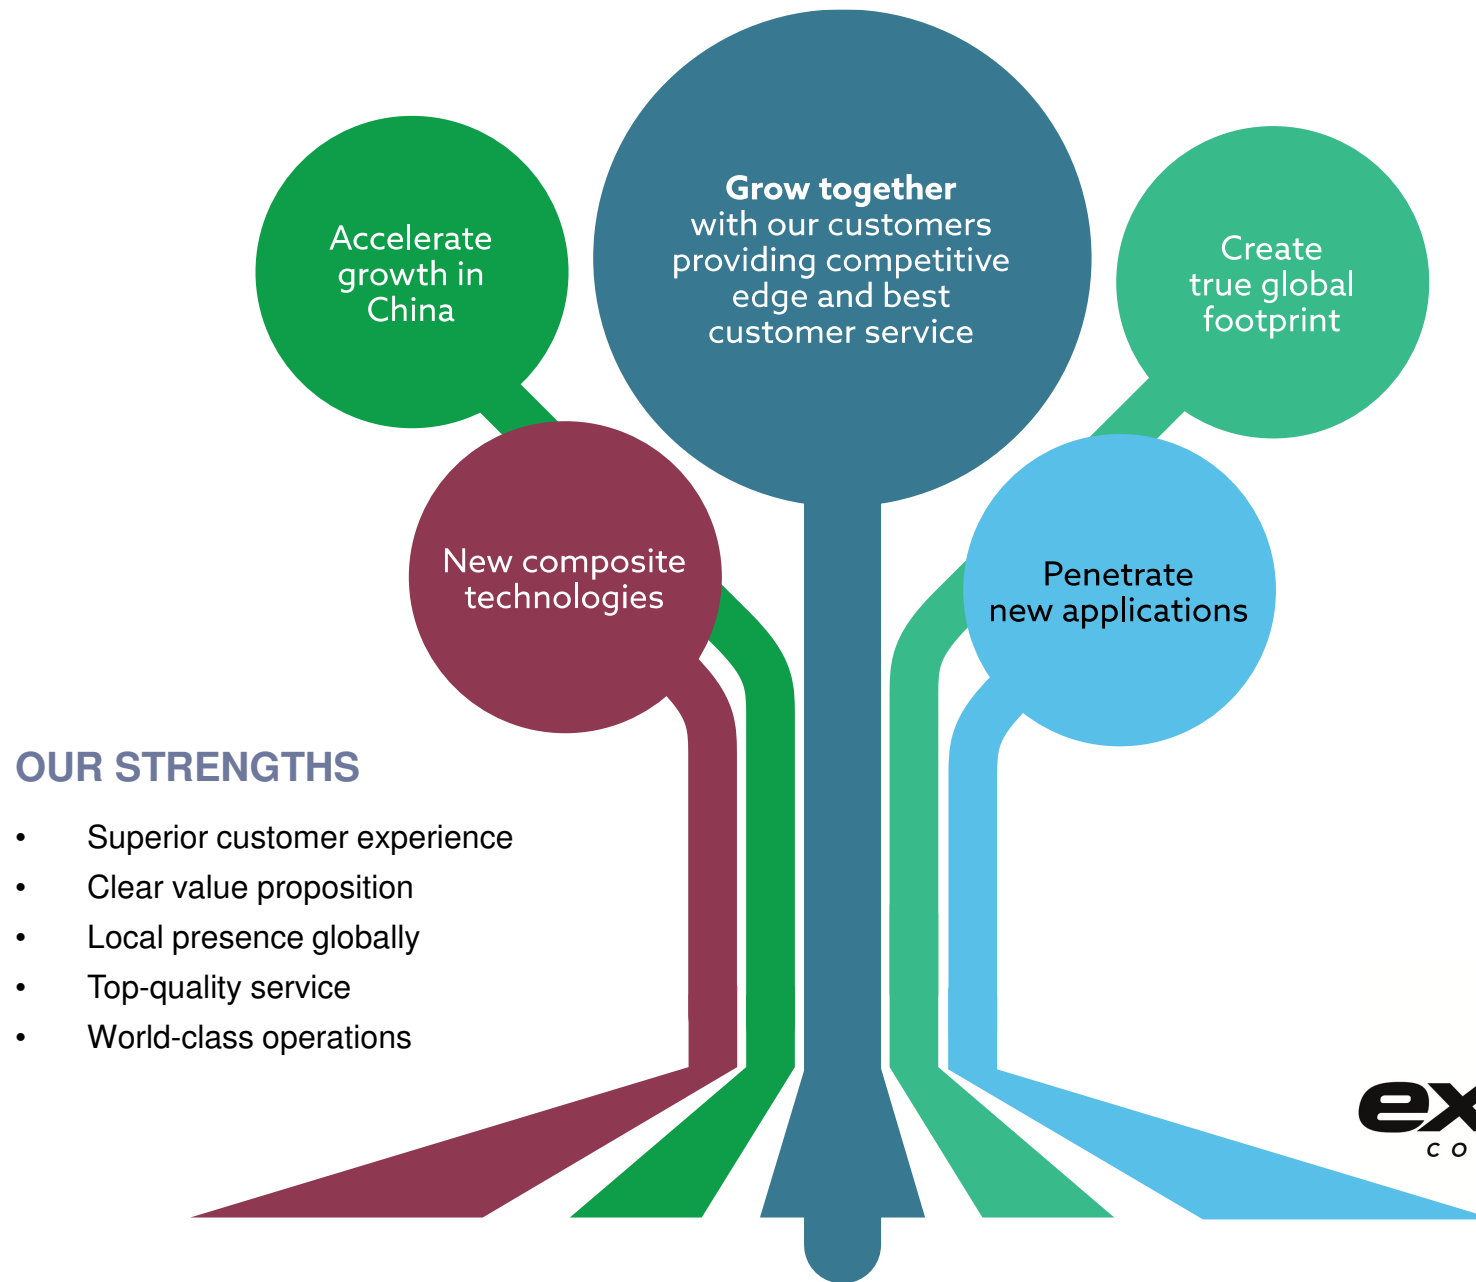 Grow together
with our customers
providing competitive
edge and best
customer service
Accelerate
growth in
China
Create
true global
footprint
New composite
technologies
Penetrate
new applications
OUR STRENGTHS
• Superior customer experience
• Clear value proposition
• Local presence globally
• Top-quality service
• World-class operations